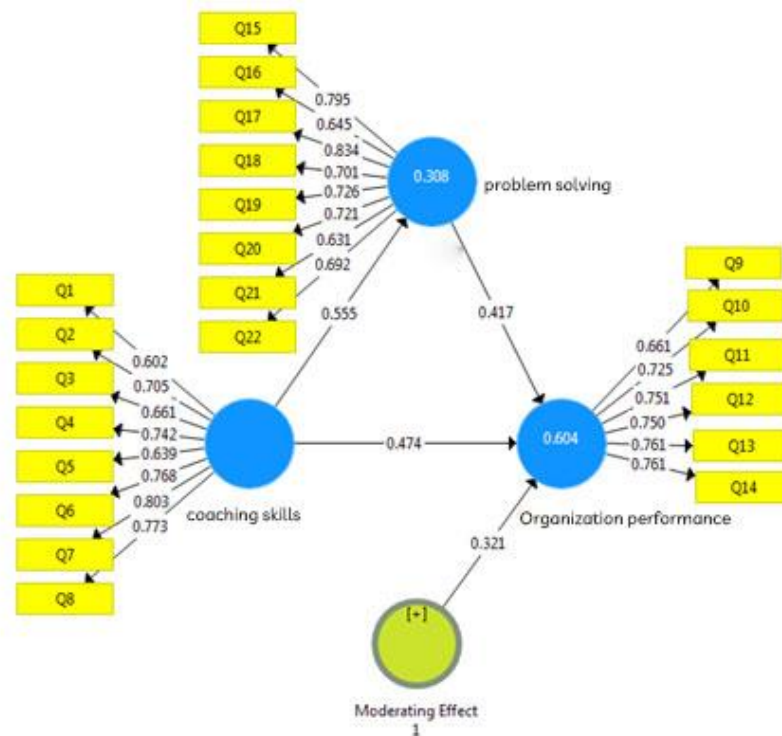 Q15
Q16
Q17
Q18
Q19
Q20
Q21
Q22
0.795
0.645
0.834
0.701
0.726
0.721
0.631
0.692
0.308
problem solving
Q1
Q2
Q3
Q4
Q5
Q6
Q7
Q8
0.602
0.705
0.661
0.742
0.639
0.768
0.803
0.773
coaching skills
0.555
0.417
0.474
Q9
Q10
Q11
Q12
Q13
Q14
0.661
0.725
0.751
0.750
0.761
0.761
0.604
Organization performance
0.321
[+]
Moderating Effect
1